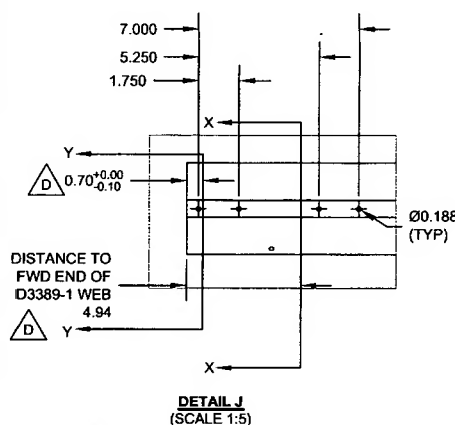 7.000
5.250
1.750
X
Y
D 0.70 +0.00 -0.10
Ø0.188
(TYP)
DISTANCE TO
FWD END OF
D3389-1 WEB
4.94
D
Y
X
DETAIL J
(SCALE 1:5)